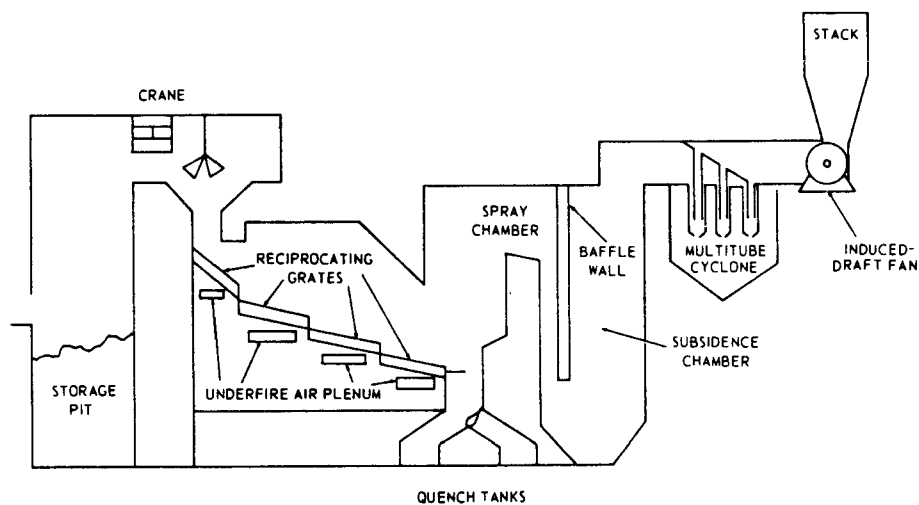 STACK
CRANE
SPRAY
CHAMBER
RECIPROCATING
GRATES
BAFFLE
WALL
MULTITUBE
CYCLONE
INDUCED-
DRAFT FAN
SUBSIDENCE
CHAMBER
STORAGE
PIT
UNDERFIRE AIR PLENUM
QUENCH TANKS